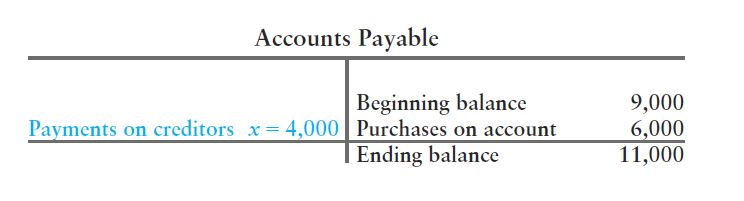 Accounts Payable
Beginning balance 9,000
Payments on creditors x = 4,000 Purchases on account 6,000
Ending balance 11,000